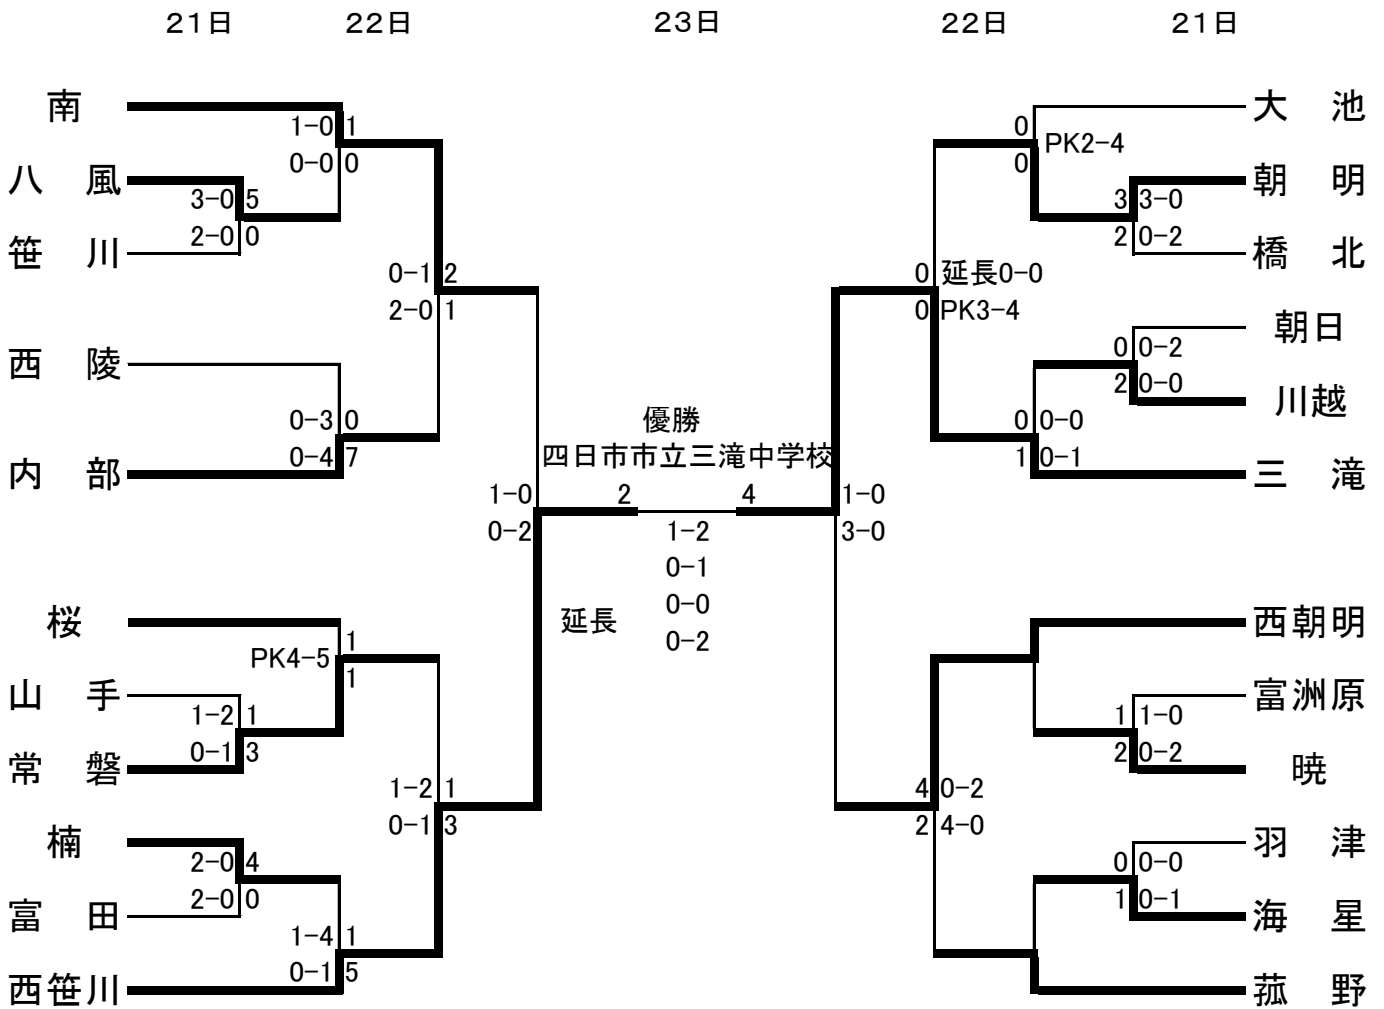 21日 22日 23日 22日 21日
南
1-0 1
0-0 0
八 風
3-0 5
2-0 0
笹 川
0-1 2
2-0 1
西 陵
0-3 0
0-4 7
内 部
1-0
0-2
桜
1
PK4-5
1
山 手
1-2 1
0-1 3
常 磐
1-2 1
0-1 3
楠
2-0 4
2-0 0
富 田
1-4 1
0-1 5
西笹川
優勝
四日市市立三滝中学校
2 4
1-2
0-1
0-0
0-2
延長
大 池
0
PK2-4
0
朝 明
3 3-0
2 0-2
橋 北
0 延長0-0
0 PK3-4
朝日
0 0-2
2 0-0
川越
0 0-0
1 0-1
三 滝
1-0
3-0
西朝明
富洲原
1 1-0
2 0-2
暁
4 0-2
2 4-0
羽 津
0 0-0
1 0-1
海 星
菰 野